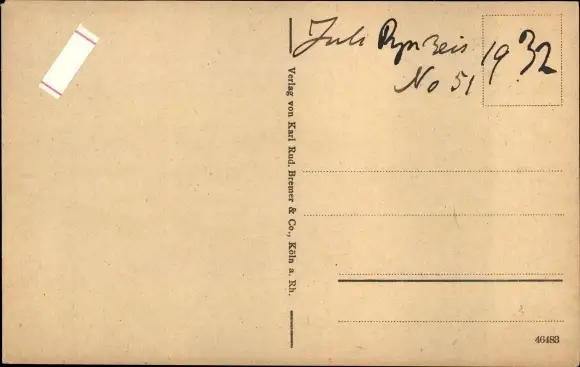 Juli 1932
No 51
Verlag von Karl Rud. Bremer & Co., Köln a. Rh.
46483